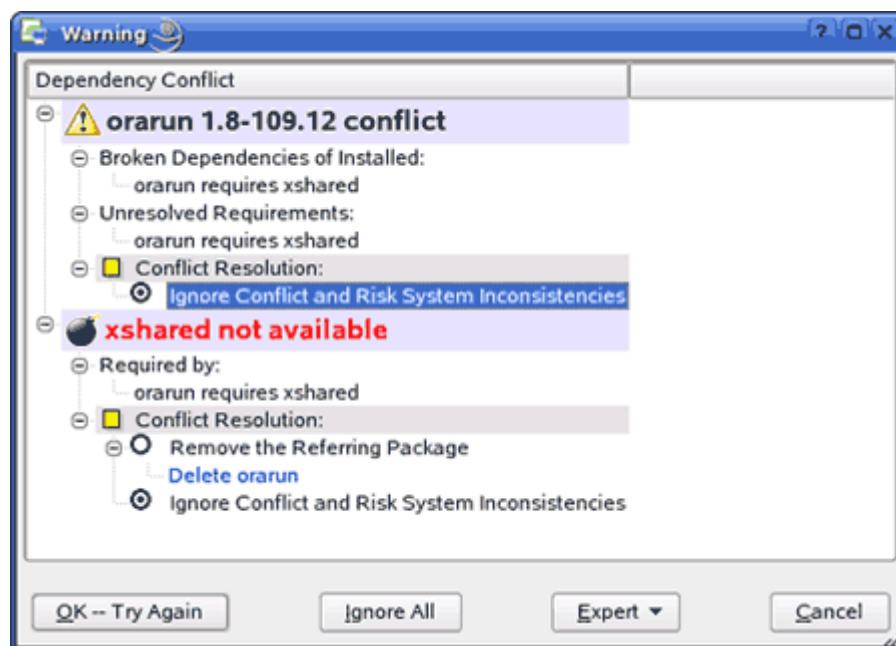 Warning
Dependency Conflict
orarun 1.8-109.12 conflict
Broken Dependencies of Installed:
orarun requires xshared
Unresolved Requirements:
orarun requires xshared
Conflict Resolution:
Ignore Conflict and Risk System Inconsistencies
xshared not available
Required by:
orarun requires xshared
Conflict Resolution:
Remove the Referring Package
Delete orarun
Ignore Conflict and Risk System Inconsistencies
OK -- Try Again
Ignore All
Expert
Cancel